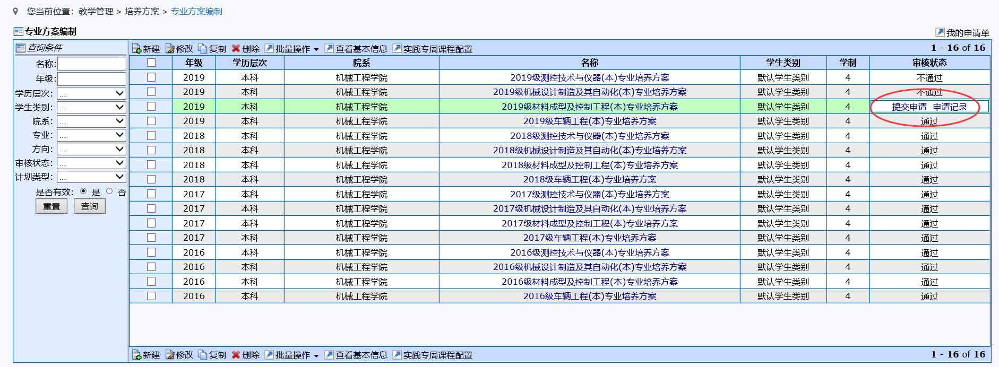 您当前位置: 教学管理 > 培养方案 > 专业方案编制
专业方案编制
我的申请单
查询条件
名称:
年级:
学历层次: ...
学生类别: ...
院系: ...
专业: ...
方向: ...
审核状态: ...
计划类型: ...
是否有效: 是 否
重置 查询
新建 修改 复制 删除 批量操作 查看基本信息 实践专周课程配置 1 - 16 of 16
年级 学历层次 院系 名称 学生类别 学制 审核状态
2019 本科 机械工程学院 2019级测控技术与仪器(本)专业培养方案 默认学生类别 4 不通过
2019 本科 机械工程学院 2019级机械设计制造及其自动化(本)专业培养方案 默认学生类别 4 不通过
2019 本科 机械工程学院 2019级材料成型及控制工程(本)专业培养方案 默认学生类别 4 提交申请 申请记录
2019 本科 机械工程学院 2019级车辆工程(本)专业培养方案 默认学生类别 4 通过
2018 本科 机械工程学院 2018级测控技术与仪器(本)专业培养方案 默认学生类别 4 通过
2018 本科 机械工程学院 2018级机械设计制造及其自动化(本)专业培养方案 默认学生类别 4 通过
2018 本科 机械工程学院 2018级材料成型及控制工程(本)专业培养方案 默认学生类别 4 通过
2018 本科 机械工程学院 2018级车辆工程(本)专业培养方案 默认学生类别 4 通过
2017 本科 机械工程学院 2017级测控技术与仪器(本)专业培养方案 默认学生类别 4 通过
2017 本科 机械工程学院 2017级机械设计制造及其自动化(本)专业培养方案 默认学生类别 4 通过
2017 本科 机械工程学院 2017级材料成型及控制工程(本)专业培养方案 默认学生类别 4 通过
2017 本科 机械工程学院 2017级车辆工程(本)专业培养方案 默认学生类别 4 通过
2016 本科 机械工程学院 2016级测控技术与仪器(本)专业培养方案 默认学生类别 4 通过
2016 本科 机械工程学院 2016级机械设计制造及其自动化(本)专业培养方案 默认学生类别 4 通过
2016 本科 机械工程学院 2016级材料成型及控制工程(本)专业培养方案 默认学生类别 4 通过
2016 本科 机械工程学院 2016级车辆工程(本)专业培养方案 默认学生类别 4 通过
新建 修改 复制 删除 批量操作 查看基本信息 实践专周课程配置 1 - 16 of 16